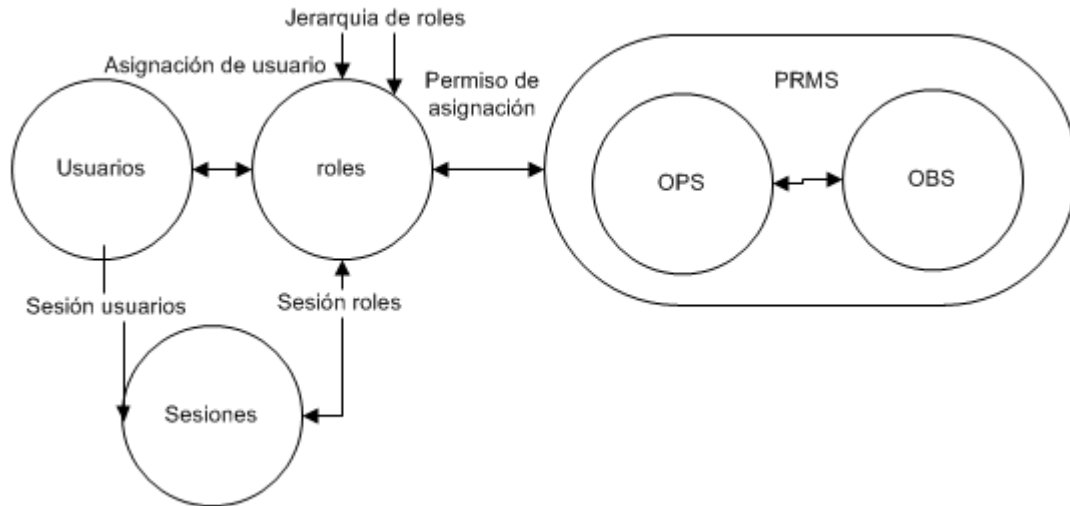 Jerarquia de roles
Asignación de usuario
Permiso de
asignación
PRMS
Usuarios
roles
OPS
OBS
Sesión usuarios
Sesión roles
Sesiones